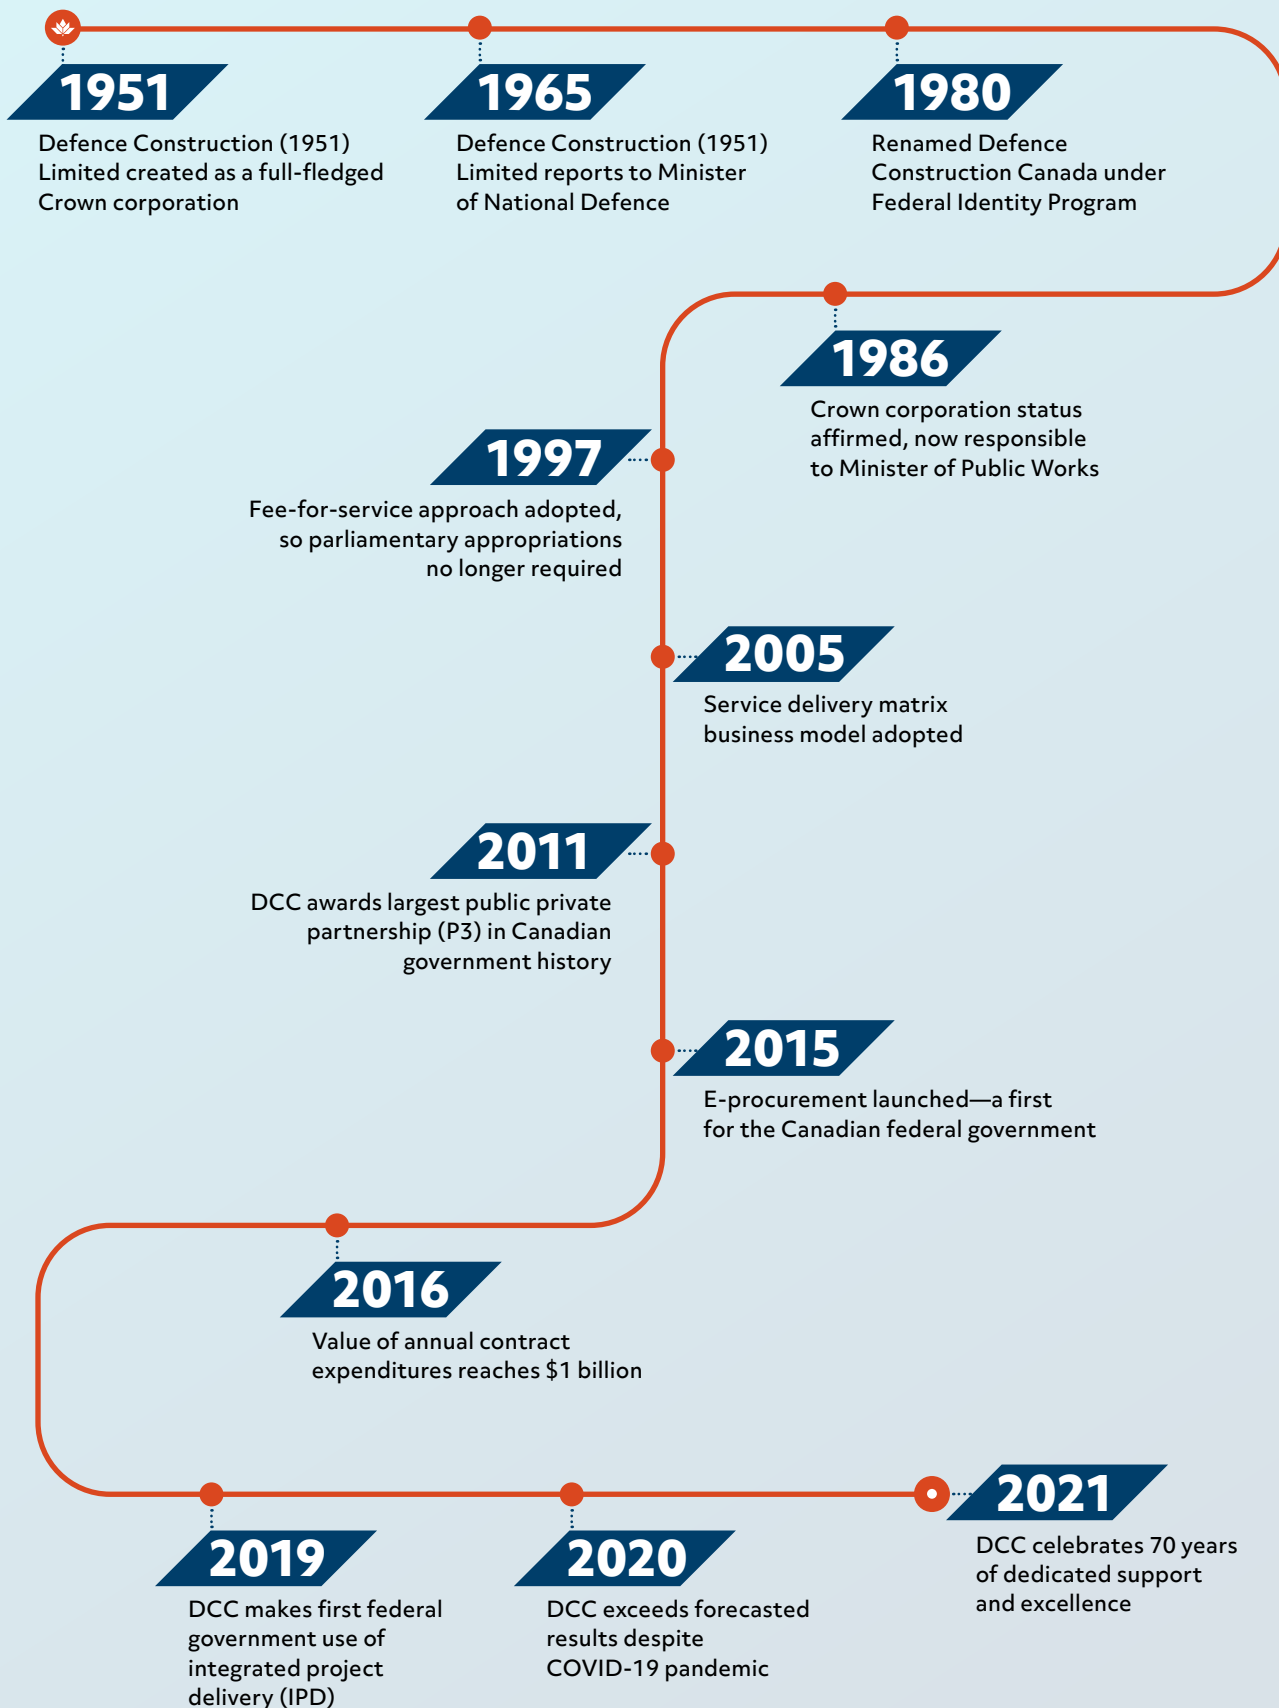 1951
Defence Construction (1951)
Limited created as a full-fledged
Crown corporation
1965
Defence Construction (1951)
Limited reports to Minister
of National Defence
1980
Renamed Defence
Construction Canada under
Federal Identity Program
1986
Crown corporation status
affirmed, now responsible
to Minister of Public Works
1997
Fee-for-service approach adopted,
so parliamentary appropriations
no longer required
2005
Service delivery matrix
business model adopted
2011
DCC awards largest public private
partnership (P3) in Canadian
government history
2015
E-procurement launched—a first
for the Canadian federal government
2016
Value of annual contract
expenditures reaches $1 billion
2019
DCC makes first federal
government use of
integrated project
delivery (IPD)
2020
DCC exceeds forecasted
results despite
COVID-19 pandemic
2021
DCC celebrates 70 years
of dedicated support
and excellence